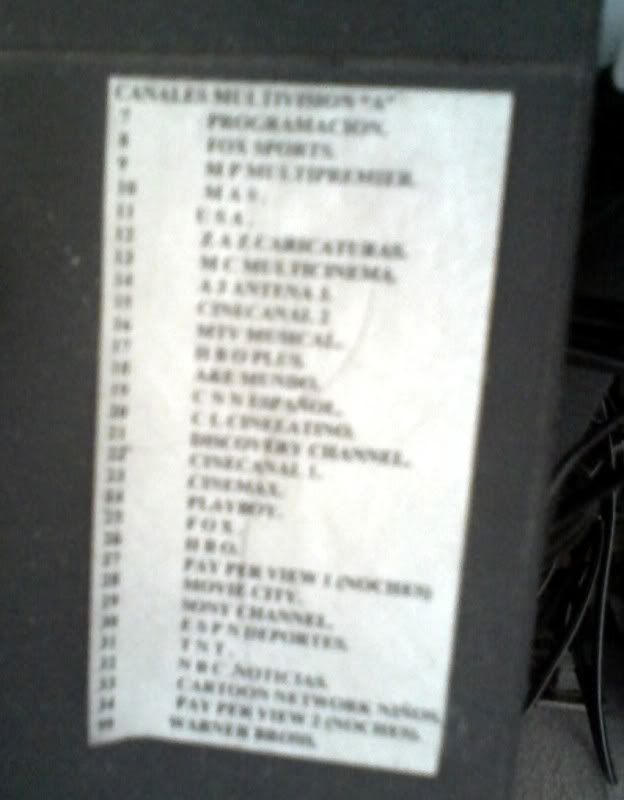 CANALES MULTIVISION "A"
7 PROGRAMACION.
8 FOX SPORTS.
9 M P MULTIPREMIER.
10 M A S.
11 U S A.
12 Z A Z CARICATURAS.
13 M C MULTICINEMA.
14 A 3 ANTENA 3.
15 CINECANAL 2
16 MTV MUSICAL.
17 H B O PLUS.
18 A&E MUNDO.
19 C N N ESPAÑOL.
20 C L CINELATINO.
21 DISCOVERY CHANNEL.
22 CINECANAL 1.
23 CINEMAX.
24 PLAYBOY.
25 F O X.
26 H B O.
27 PAY PER VIEW 1 (NOCHES)
28 MOVIE CITY.
29 SONY CHANNEL.
30 E S P N DEPORTES.
31 T N T.
32 N B C .NOTICIAS.
33 CARTOON NETWORK NIÑOS.
34 PAY PER VIEW 2 (NOCHES).
WARNER BROSS.